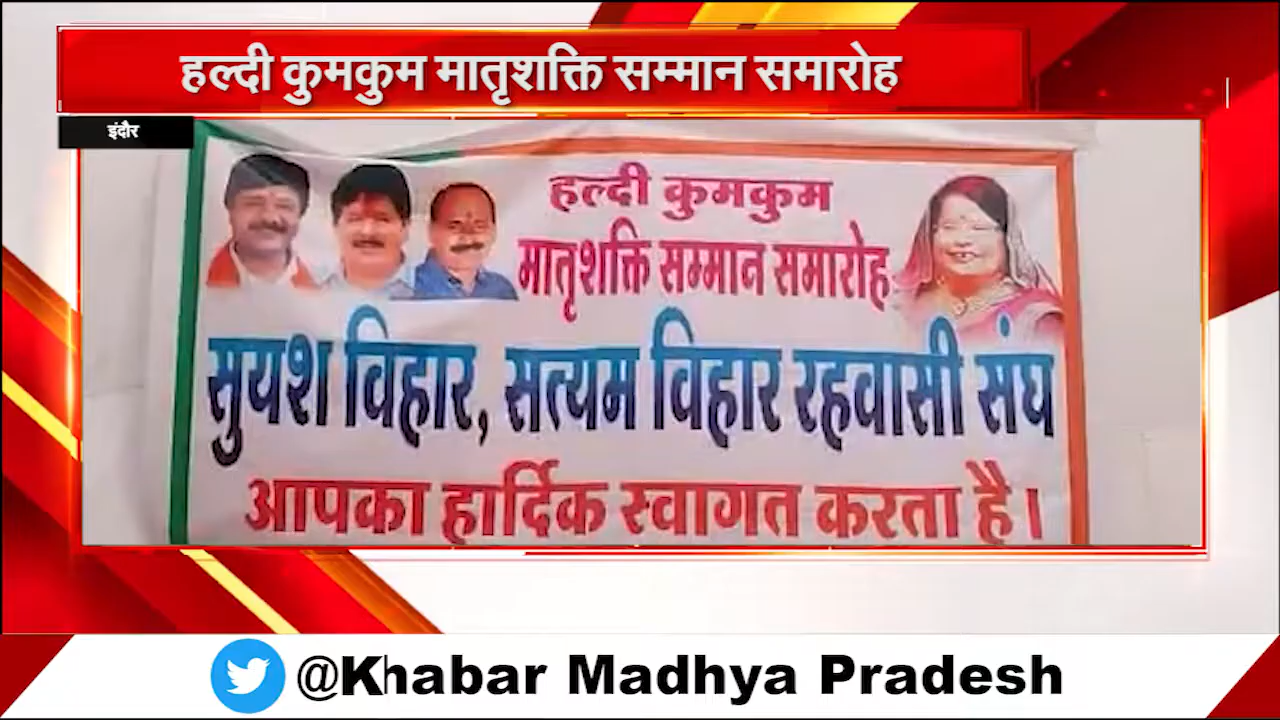 हल्दी कुमकुम मातृशक्ति सम्मान समारोह
इंदौर
हल्दी कुमकुम
मातृशक्ति सम्मान समारोह
सुयश विहार, सत्यम विहार रहवासी संघ
आपका हार्दिक स्वागत करता है।
@Khabar Madhya Pradesh